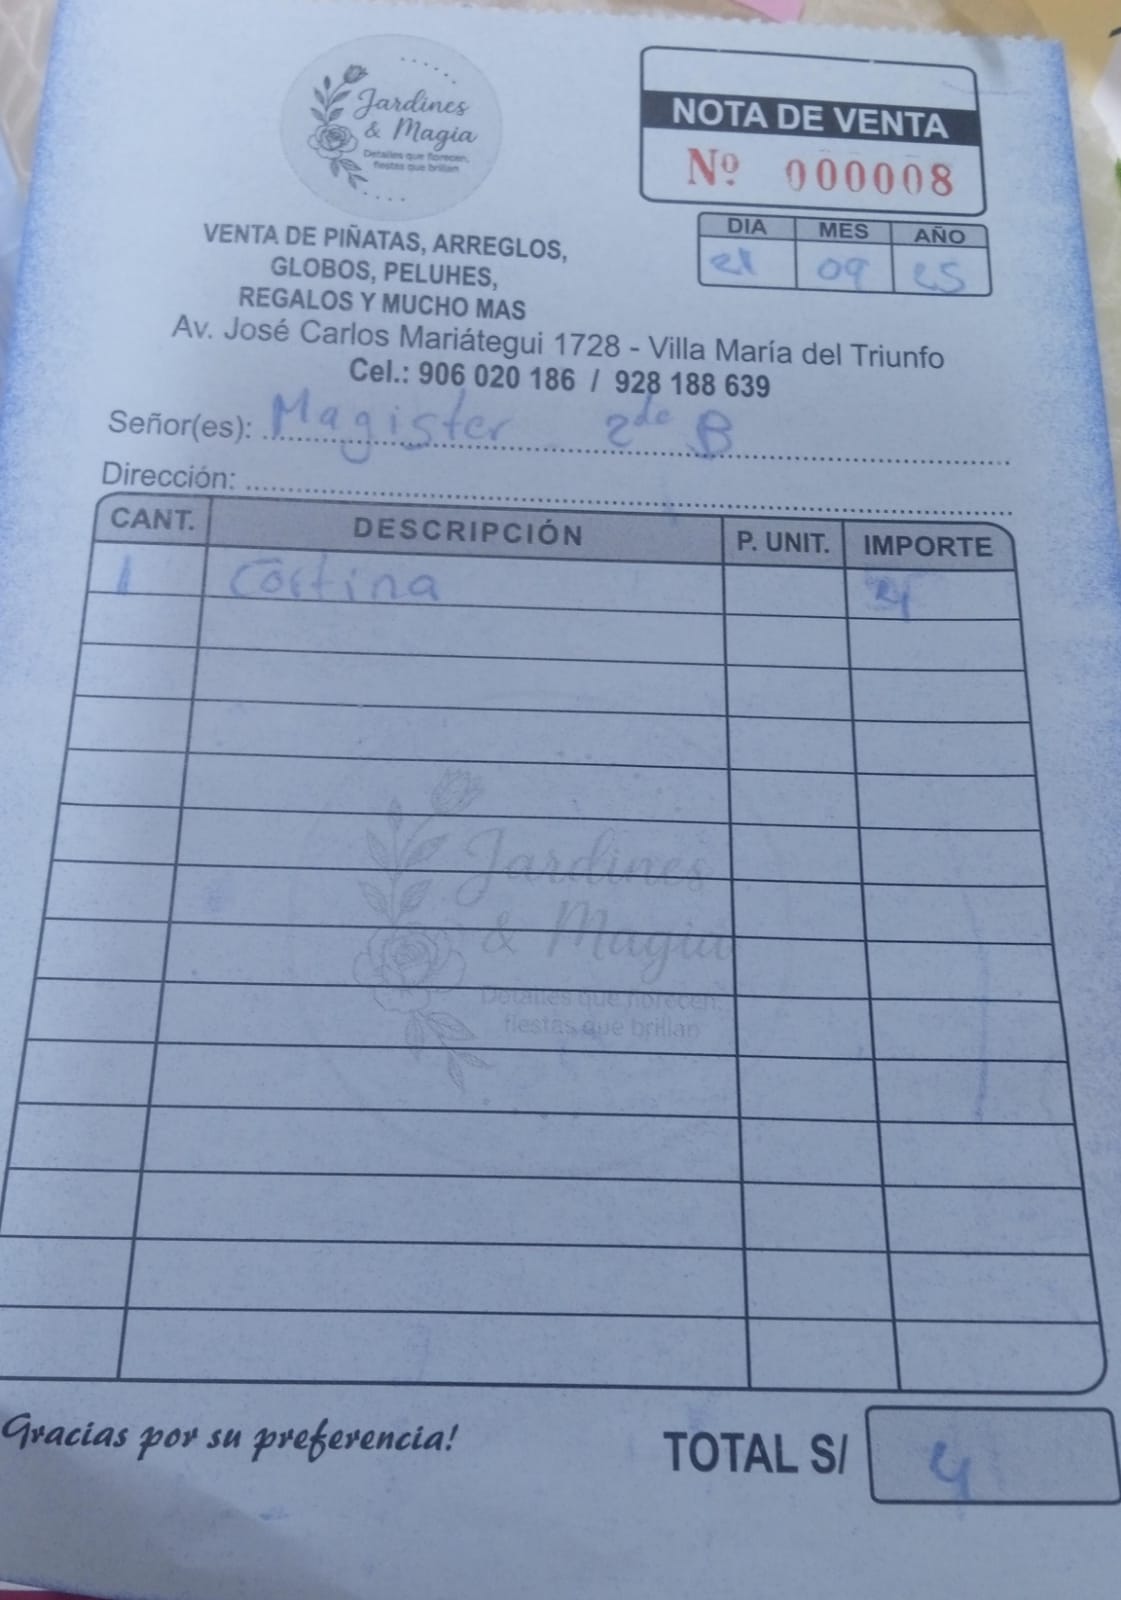 Jardines
& Magia
Detalles que florecen,
fiestas que brillan
NOTA DE VENTA
Nº 000008
DIA MES AÑO
21 09 25
VENTA DE PIÑATAS, ARREGLOS,
GLOBOS, PELUHES,
REGALOS Y MUCHO MAS
Av. José Carlos Mariátegui 1728 - Villa María del Triunfo
Cel.: 906 020 186 / 928 188 639
Señor(es): Magister 2do B
Dirección:
CANT. DESCRIPCIÓN P. UNIT. IMPORTE
1 Cortina
Jardines
& Magia
Detalles que florecen,
fiestas que brillan
Gracias por su preferencia!
TOTAL S/ 4